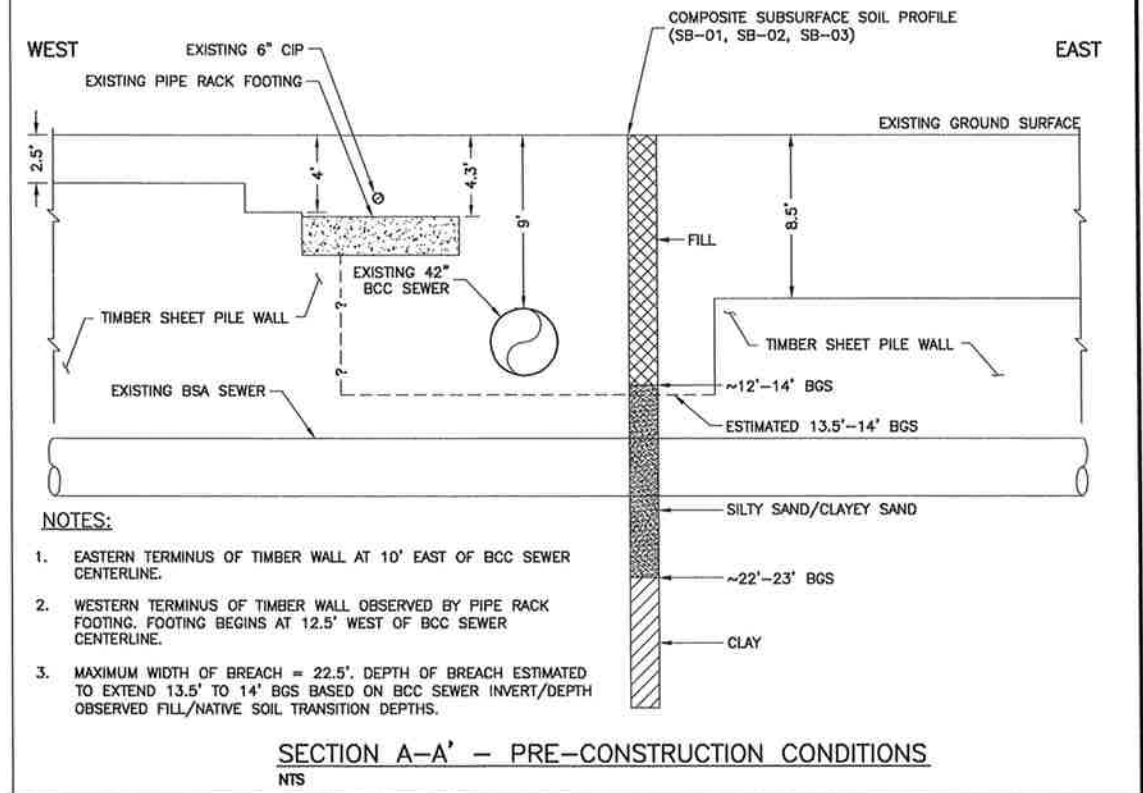 COMPOSITE SUBSURFACE SOIL PROFILE
(SB-01, SB-02, SB-03)
WEST
EXISTING 6" CIP
EAST
EXISTING PIPE RACK FOOTING
EXISTING GROUND SURFACE
2.5'
4'
4.3'
9'
8.5'
FILL
EXISTING 42"
BCC SEWER
?
TIMBER SHEET PILE WALL
TIMBER SHEET PILE WALL
?
EXISTING BSA SEWER
~12'-14' BGS
ESTIMATED 13.5'-14' BGS
SILTY SAND/CLAYEY SAND
~22'-23' BGS
CLAY
NOTES:
1. EASTERN TERMINUS OF TIMBER WALL AT 10' EAST OF BCC SEWER
CENTERLINE.
2. WESTERN TERMINUS OF TIMBER WALL OBSERVED BY PIPE RACK
FOOTING. FOOTING BEGINS AT 12.5' WEST OF BCC SEWER
CENTERLINE.
3. MAXIMUM WIDTH OF BREACH = 22.5'. DEPTH OF BREACH ESTIMATED
TO EXTEND 13.5' TO 14' BGS BASED ON BCC SEWER INVERT/DEPTH
OBSERVED FILL/NATIVE SOIL TRANSITION DEPTHS.
SECTION A-A' - PRE-CONSTRUCTION CONDITIONS
NTS